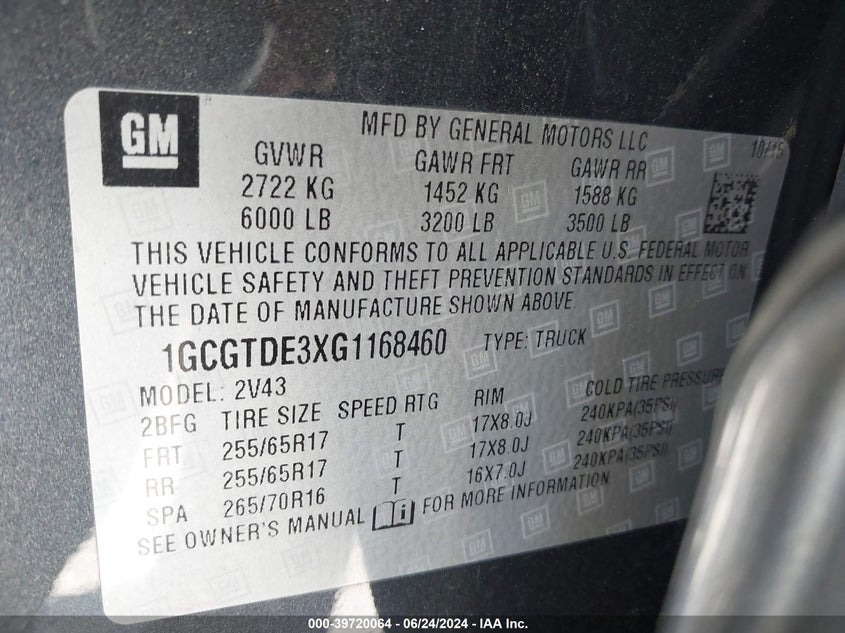 GM
MFD BY GENERAL MOTORS LLC
10/15
GVWR GAWR FRT GAWR RR
2722 KG 1452 KG 1588 KG
6000 LB 3200 LB 3500 LB
THIS VEHICLE CONFORMS TO ALL APPLICABLE U.S. FEDERAL MOTOR
VEHICLE SAFETY AND THEFT PREVENTION STANDARDS IN EFFECT ON
THE DATE OF MANUFACTURE SHOWN ABOVE.
1GCGTDE3XG1168460 TYPE: TRUCK
MODEL: 2V43
2BFG TIRE SIZE SPEED RTG RIM COLD TIRE PRESSURE
FRT 255/65R17 T 17X8.0J 240KPA(35PSI)
RR 255/65R17 T 17X8.0J 240KPA(35PSI)
SPA 265/70R16 T 16X7.0J 240KPA(35PSI)
SEE OWNER'S MANUAL i FOR MORE INFORMATION
000-39720064 / 06/24/2024 / IAA Inc.